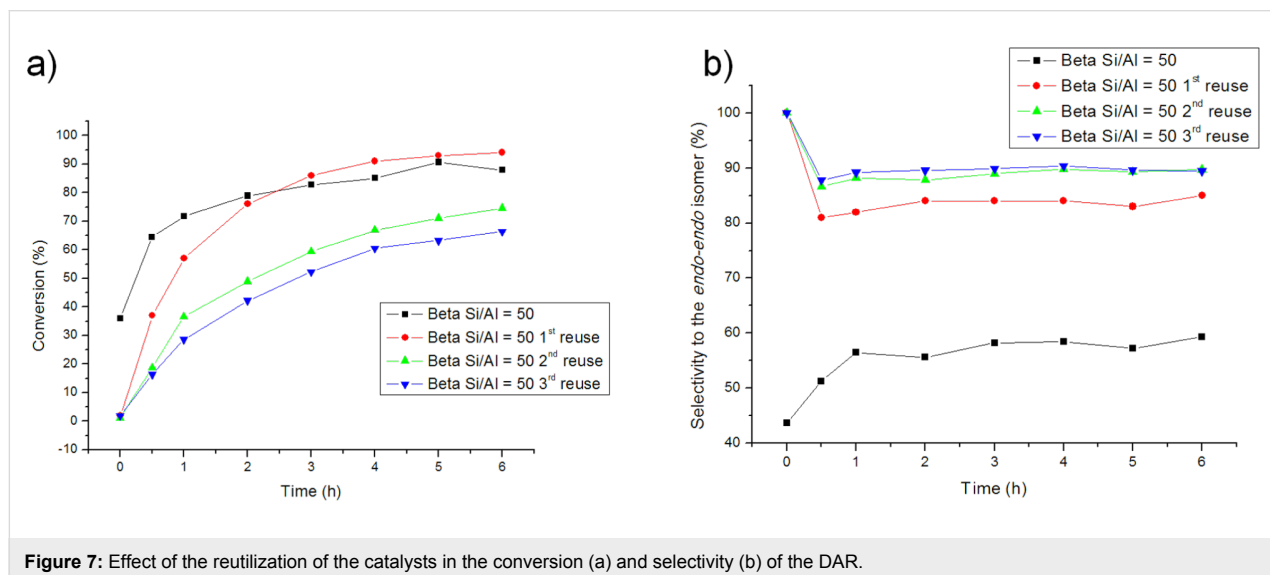 a)
Conversion (%)
100
90
80
70
60
50
40
30
20
10
0
-10
0 1 2 3 4 5 6
Time (h)
Beta Si/Al = 50
Beta Si/Al = 50 1st reuse
Beta Si/Al = 50 2nd reuse
Beta Si/Al = 50 3rd reuse
b)
Beta Si/Al = 50
Beta Si/Al = 50 1st reuse
Beta Si/Al = 50 2nd reuse
Beta Si/Al = 50 3rd reuse
Selectivity to the endo-endo isomer (%)
100
90
80
70
60
50
40
0 1 2 3 4 5 6
Time (h)
Figure 7: Effect of the reutilization of the catalysts in the conversion (a) and selectivity (b) of the DAR.